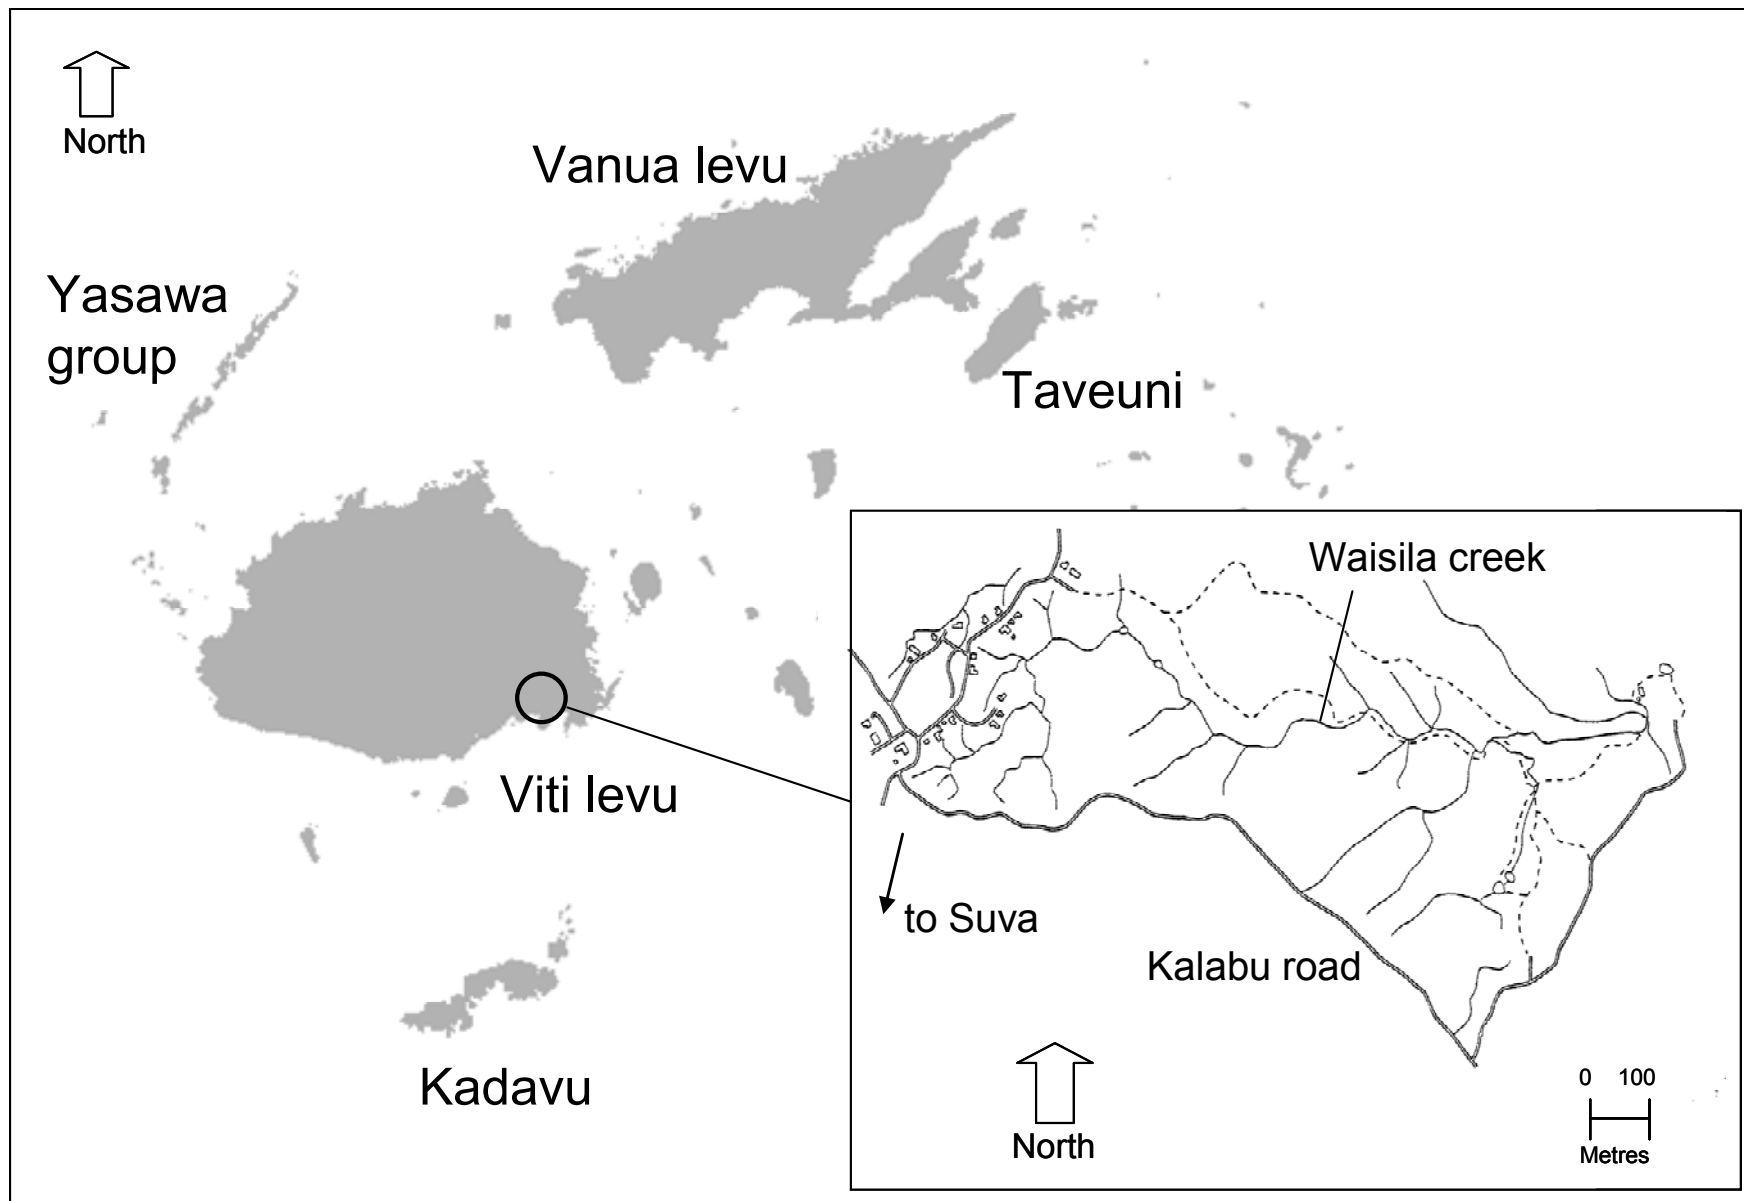 North
Vanua levu
Yasawa
group
Taveuni
Viti levu
Kadavu
Waisila creek
to Suva
Kalabu road
North
0 100
Metres